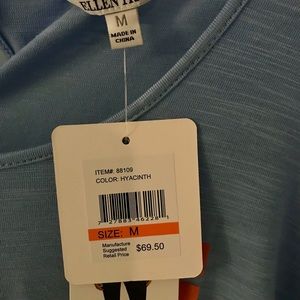 ELLEN
M
MADE IN
CHINA
ITEM#: 88109
COLOR: HYACINTH
SIZE: M
Manufacture
Suggested
Retail Price
$69.50